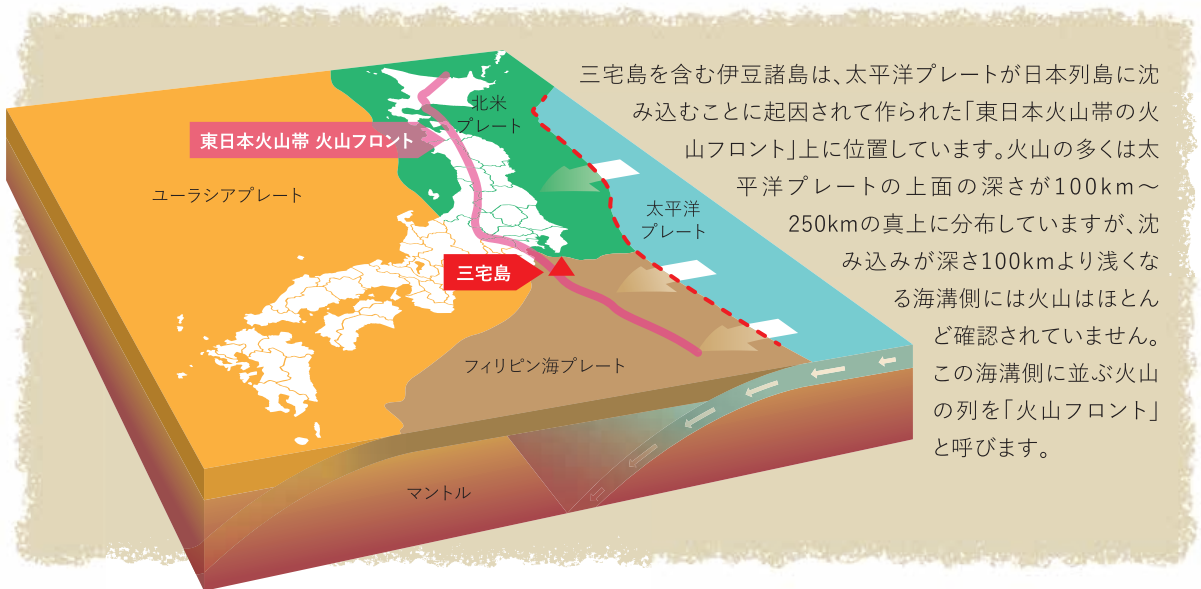 三宅島を含む伊豆諸島は、太平洋プレートが日本列島に沈
み込むことに起因されて作られた「東日本火山帯の火
山フロント」上に位置しています。火山の多くは太
平洋プレートの上面の深さが100km〜
250kmの真上に分布していますが、沈
み込みが深さ100kmより浅くな
る海溝側には火山はほとん
ど確認されていません。
この海溝側に並ぶ火山
の列を「火山フロント」
と呼びます。
北米
プレート
東日本火山帯 火山フロント
ユーラシアプレート
太平洋
プレート
三宅島
フィリピン海プレート
マントル